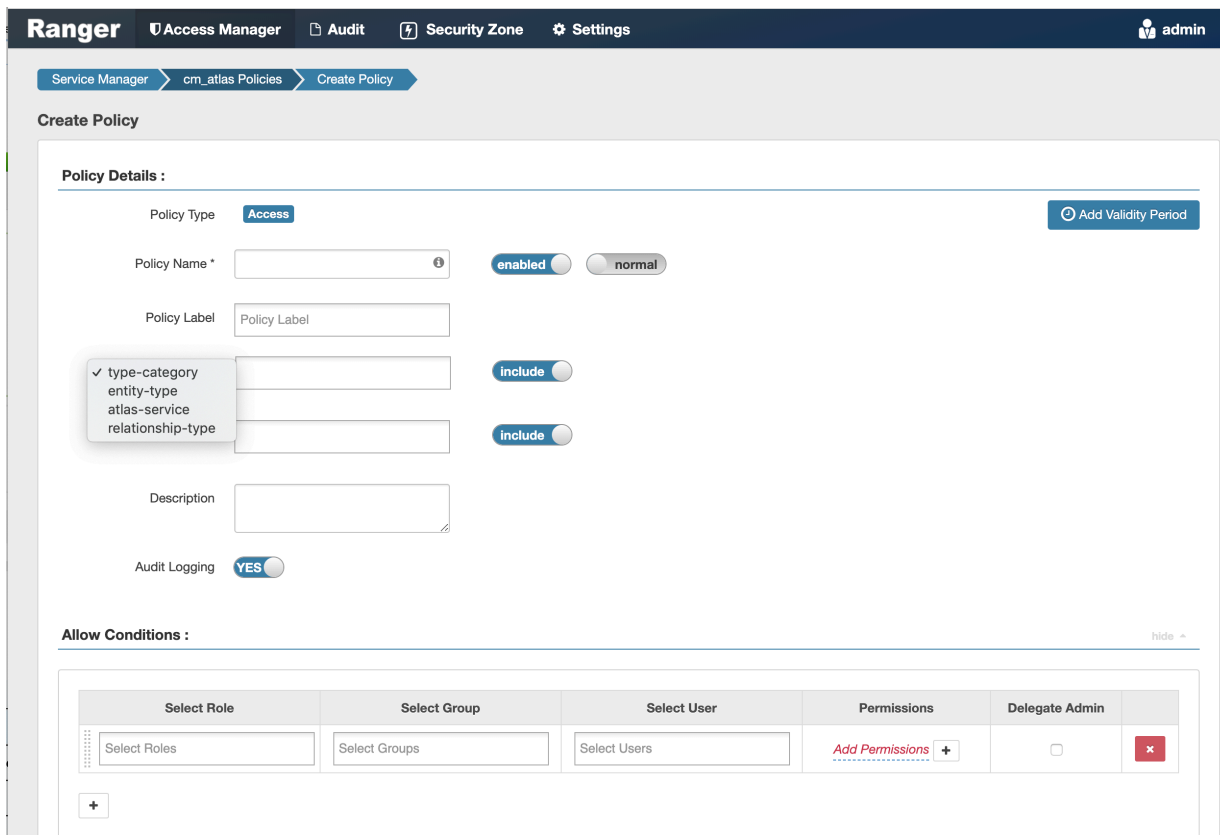 Ranger Access Manager Audit Security Zone Settings admin
Service Manager cm_atlas Policies Create Policy
Create Policy
Policy Details :
Policy Type Access Add Validity Period
Policy Name * enabled normal
Policy Label Policy Label
✓ type-category include
entity-type
atlas-service
relationship-type include
Description
Audit Logging YES
Allow Conditions : hide
Select Role Select Group Select User Permissions Delegate Admin
Select Roles Select Groups Select Users Add Permissions + ×
+